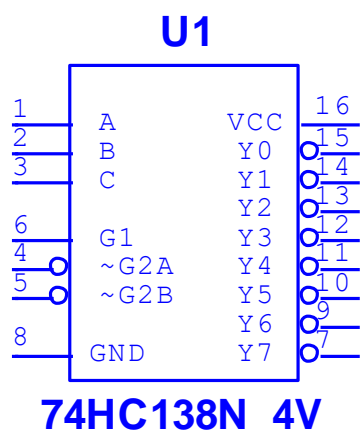 U1
1 A VCC 16
2 B Y0 15
3 C Y1 14
Y2 13
6 G1 Y3 12
4 ~G2A Y4 11
5 ~G2B Y5 10
Y6 9
8 GND Y7 7
74HC138N 4V